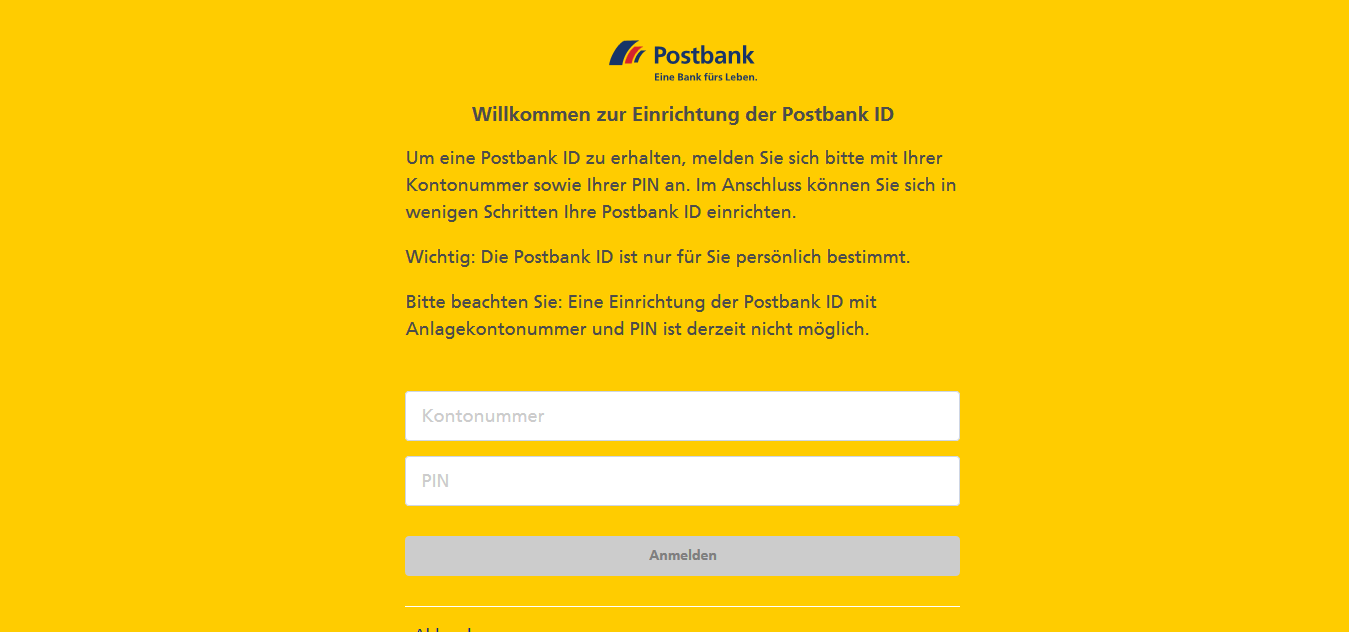 Postbank
Eine Bank fürs Leben.
Willkommen zur Einrichtung der Postbank ID
Um eine Postbank ID zu erhalten, melden Sie sich bitte mit Ihrer
Kontonummer sowie Ihrer PIN an. Im Anschluss können Sie sich in
wenigen Schritten Ihre Postbank ID einrichten.
Wichtig: Die Postbank ID ist nur für Sie persönlich bestimmt.
Bitte beachten Sie: Eine Einrichtung der Postbank ID mit
Anlagekontonummer und PIN ist derzeit nicht möglich.
Kontonummer
PIN
Anmelden